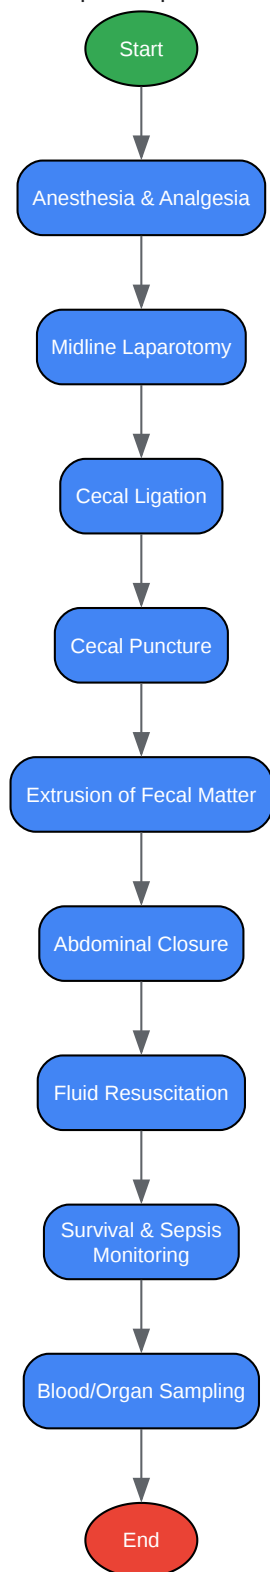 Start
Anesthesia & Analgesia
Midline Laparotomy
Cecal Ligation
Cecal Puncture
Extrusion of Fecal Matter
Abdominal Closure
Fluid Resuscitation
Survival & Sepsis
Monitoring
Blood/Organ Sampling
End